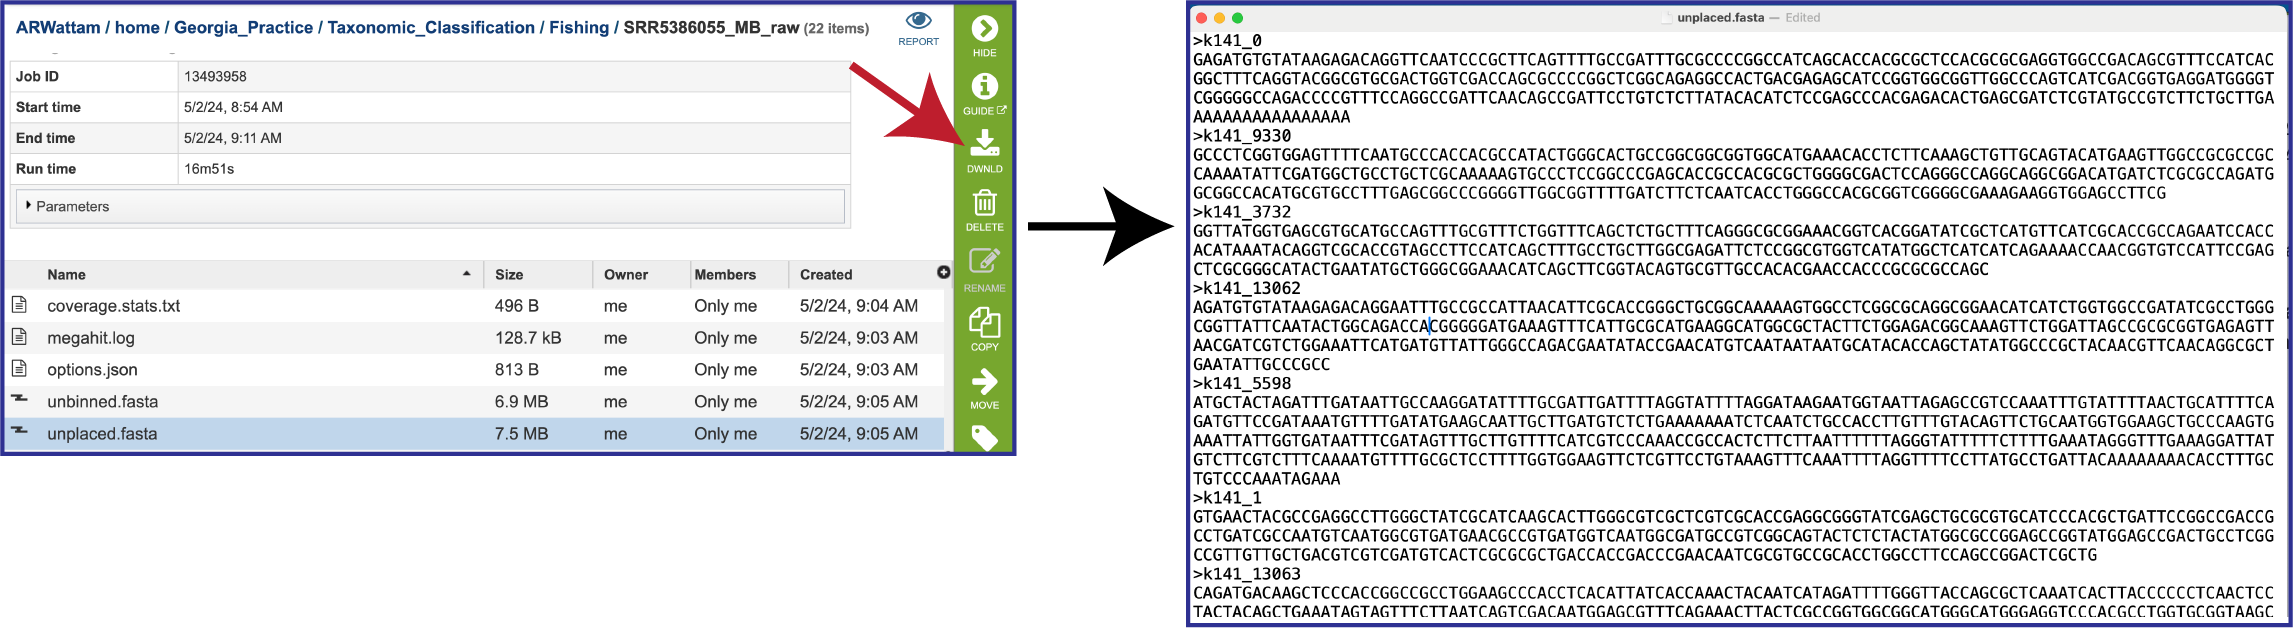 ARWattam / home / Georgia_Practice / Taxonomic_Classification / Fishing / SRR5386055_MB_raw (22 items)
REPORT
Job ID 13493958
Start time 5/2/24, 8:54 AM
End time 5/2/24, 9:11 AM
Run time 16m51s
Parameters
Name Size Owner Members Created
coverage.stats.txt 496 B me Only me 5/2/24, 9:04 AM
megahit.log 128.7 kB me Only me 5/2/24, 9:03 AM
options.json 813 B me Only me 5/2/24, 9:03 AM
unbinned.fasta 6.9 MB me Only me 5/2/24, 9:05 AM
unplaced.fasta 7.5 MB me Only me 5/2/24, 9:05 AM
HIDE
GUIDE
DWNLD
DELETE
RENAME
COPY
MOVE
unplaced.fasta — Edited
>k141_0
GAGATGTGTATAAGAGACAGGTTCAATCCCGCTTCAGTTTTGCCGATTTGCGCCCCGGCCATCAGCACCACGCGCTCCACGCGCGAGGTGGCCGACAGCGTTTCCATCAC
GGCTTTCAGGTACGGCGTGCGACTGGTCGACCAGCGCCCCCGGCTCGGCAGAGGCCACTGACGAGAGCATCCGGTGGCGGTTGGCCCAGTCATCGACGGTGAGGATGGGGT
CGGGGGCCAGACCCCGTTTCCAGGCCGATTCAACAGCCGATTCCTGTCTCTTATACACATCTCCGAGCCCACGAGACACTGAGCGATCTCGTATGCCGTCTTCTGCTTGA
AAAAAAAAAAAAAAAA
>k141_9330
GCCCTCGGTGGAGTTTTCAATGCCCACCACGCCATACTGGGCACTGCCGGCGGCGGTGGCATGAAACACCTCTTCAAAGCTGTTGCAGTACATGAAGTTGGCCGCGCCGC
CAAAATATTCGATGGCTGCCTGCTCGCAAAAAGTGCCCTCCGGCCCGAGCACCGCCACGCGCTGGGGCGACTCCAGGGCCAGGCAGGCGGACATGATCTCGCGCCAGATG
GCGGCCACATGCGTGCCTTTGAGCGGCCCGGGGTTGGCGGTTTTGATCTTCTCAATCACCTGGGCCACGCGGTCGGGGCGAAAGAAGGTGGAGCCTTCG
>k141_3732
GGTTATGGTGAGCGTGCATGCCAGTTTGCGTTTCTGGTTTCAGCTCTGCTTTCAGGGCGCGGAAACGGTCACGGATATCGCTCATGTTCATCGCACCGCCAGAATCCACC
ACATAAATACAGGTCGCACCGTAGCCTTCCATCAGCTTTGCCTGCTTGGCGAGATTCTCCGGCGTGGTCATATGGCTCATCATCAGAAAACCAACGGTGTCCATTCCGAG
CTCGCGGGCATACTGAATATGCTGGGCGGAAACATCAGCTTCGGTACAGTGCGTTGCCACACGAACCACCCGCGCGCCAGC
>k141_13062
AGATGTGTATAAGAGACAGGAATTTGCCGCCATTAACATTCGCACCGGGCTGCGGCAAAAAGTGGCCTCGGCGCAGGCGGAACATCATCTGGTGGCCGATATCGCCTGGG
CGGTTATTCAATACTGGCAGACCACGGGGGATGAAAGTTTCATTGCGCATGAAGGCATGGCGCTACTTCTGGAGACGGCAAAGTTCTGGATTAGCCGCGCGGTGAGAGTT
AACGATCGTCTGGAAATTCATGATGTTATTGGGCCAGACGAATATACCGAACATGTCAATAATAATGCATACACCAGCTATATGGCCCGCTACAACGTTCAACAGGCGCT
GAATATTGCCCGCC
>k141_5598
ATGCTACTAGATTTGATAATTGCCAAGGATATTTTGCGATTGATTTTAGGTATTTTAGGATAAGAATGGTAATTAGAGCCGTCCAAATTTGTATTTTAACTGCATTTTCA
GATGTTCCGATAAATGTTTTGATATGAAGCAATTGCTTGATGTCTCTGAAAAAAATCTCAATCTGCCACCTTGTTTGTACAGTTCTGCAATGGTGGAAGCTGCCCAAGTG
AAATTATTGGTGATAATTTCGATAGTTTGCTTGTTTTCATCGTCCCAAACCGCCACTCTTCTTAATTTTTTAGGGTATTTTTCTTTTGAAATAGGGTTTGAAAGGATTAT
GTCTTCGTCTTTCAAAATGTTTTGCGCTCCTTTTGGTGGAAGTTCTCGTTCCTGTAAAGTTTCAAATTTTAGGTTTTCCTTATGCCTGATTACAAAAAAAACACCTTTGC
TGTCCCAAATAGAAA
>k141_1
GTGAACTACGCCGAGGCCTTGGGCTATCGCATCAAGCACTTGGGCGTCGCTCGTCGCACCGAGGCGGGTATCGAGCTGCGCGTGCATCCCACGCTGATTCCGGCCGACCG
CCTGATCGCCAATGTCAATGGCGTGATGAACGCCGTGATGGTCAATGGCGATGCCGTCGGCAGTACTCTCTACTATGGCGCCGGAGCCGGTATGGAGCCGACTGCCTCGG
CCGTTGTTGCTGACGTCGTCGATGTCACTCGCGCGCTGACCACCGACCCGAACAATCGCGTGCCGCACCTGGCCTTCCAGCCGGACTCGCTG
>k141_13063
CAGATGACAAGCTCCCACCGGCCGCCTGGAAGCCCACCTCACATTATCACCAAACTACAATCATAGATTTTGGGTTACCAGCGCTCAAATCACTTACCCCCCTCAACTCC
TACTACAGCTGAAATAGTAGTTTCTTAATCAGTCGACAATGGAGCGTTTCAGAAACTTACTCGCCGGTGGCGGCATGGGCATGGGAGGTCCCACGCCTGGTGCGGTAAGC